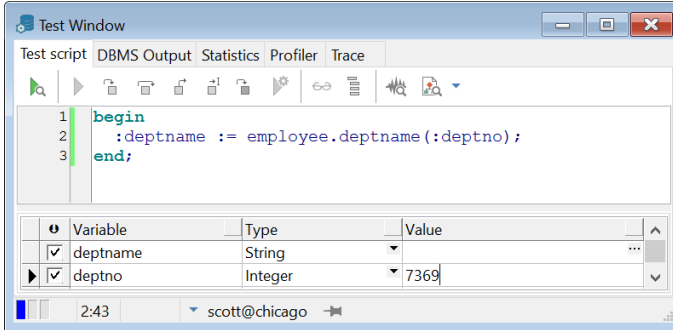 Test Window
Test script DBMS Output Statistics Profiler Trace
1 begin
2 :deptname := employee.deptname(:deptno);
3 end;
Variable Type Value
deptname String ...
deptno Integer 7369
2:43 scott@chicago